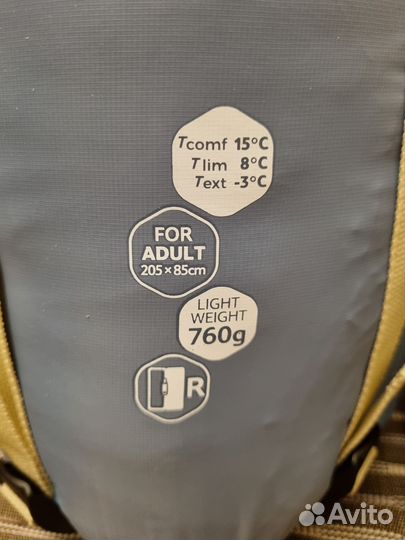 Tcomf 15°C
Tlim 8°C
Text -3°C
FOR
ADULT
205×85cm
LIGHT
WEIGHT
760g
R
Avito